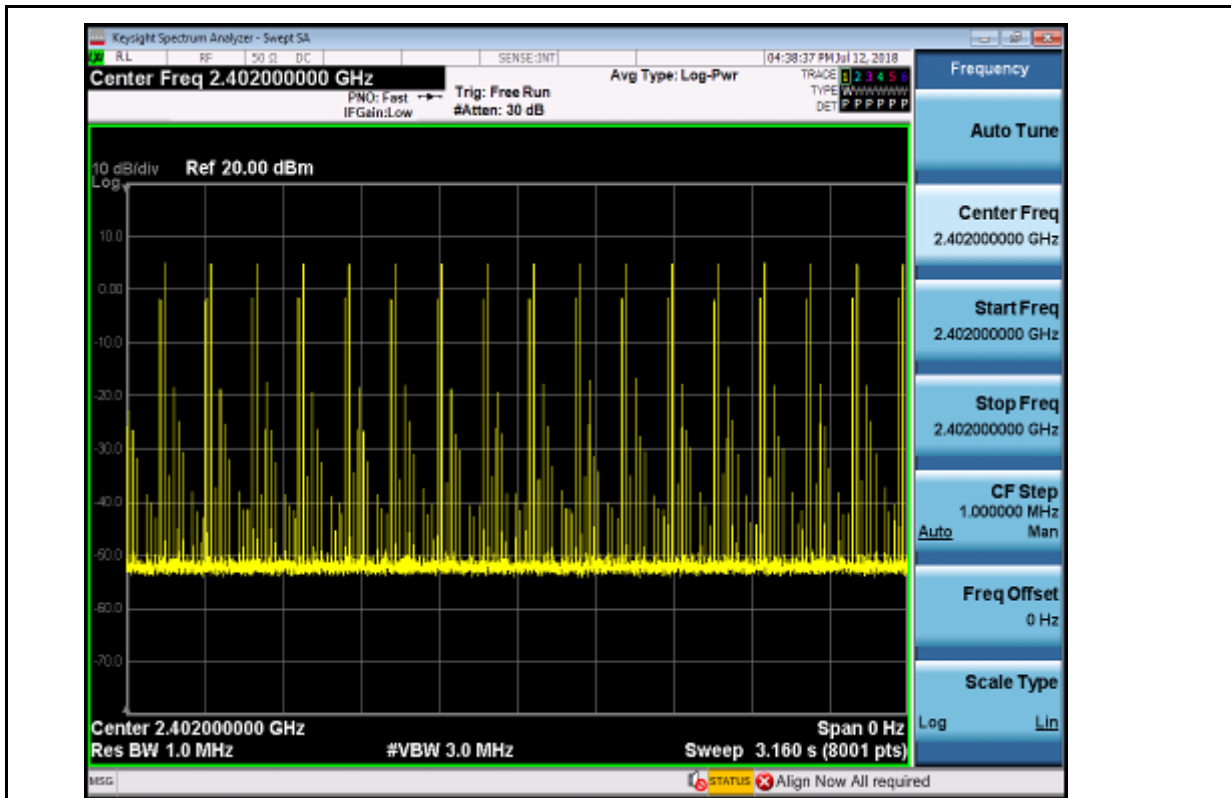 Keysight Spectrum Analyzer - Swept SA
RL RF 50 Ω DC SENSE:INT 04:38:37 PM Jul 12, 2018
Center Freq 2.402000000 GHz
PNO: Fast
IFGain:Low
Trig: Free Run
#Atten: 30 dB
Avg Type: Log-Pwr
TRACE 1 2 3 4 5 6
TYPE WWWWWW
DET P P P P P P
10 dB/div Ref 20.00 dBm
Log
10.0
0.00
-10.0
-20.0
-30.0
-40.0
-50.0
-60.0
-70.0
Center 2.402000000 GHz Span 0 Hz
Res BW 1.0 MHz #VBW 3.0 MHz Sweep 3.160 s (8001 pts)
Frequency
Auto Tune
Center Freq
2.402000000 GHz
Start Freq
2.402000000 GHz
Stop Freq
2.402000000 GHz
CF Step
1.000000 MHz
Auto Man
Freq Offset
0 Hz
Scale Type
Log Lin
MSG STATUS Align Now All required